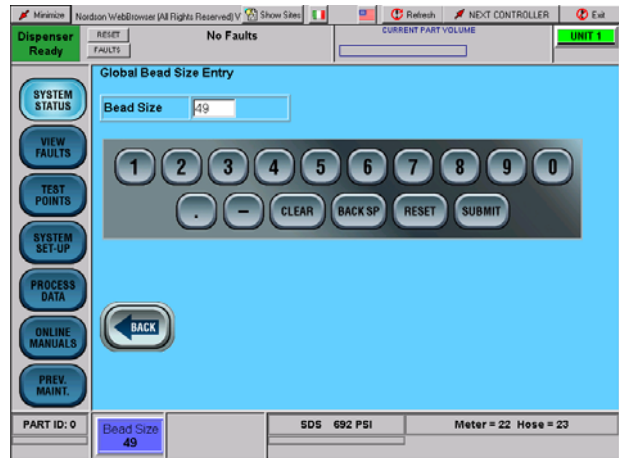 Minimize Nordson WebBrowser (All Rights Reserved) V Show Sites Refresh NEXT CONTROLLER Exit
Dispenser Ready
RESET FAULTS
No Faults
CURRENT PART VOLUME
UNIT 1
Global Bead Size Entry
Bead Size 49
SYSTEM STATUS
VIEW FAULTS
TEST POINTS
SYSTEM SET-UP
PROCESS DATA
ONLINE MANUALS
PREV. MAINT.
1 2 3 4 5 6 7 8 9 0
. – CLEAR BACK SP RESET SUBMIT
BACK
PART ID: 0
Bead Size
49
SDS 692 PSI
Meter = 22 Hose = 23